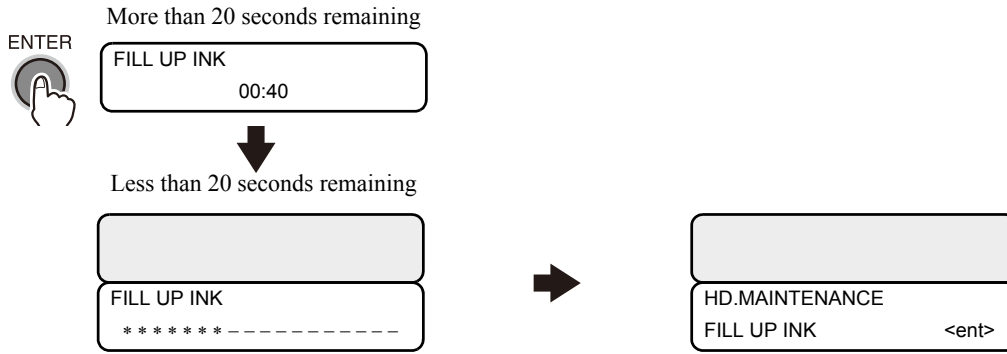 More than 20 seconds remaining
ENTER
FILL UP INK
00:40
Less than 20 seconds remaining
FILL UP INK
* * * * * * * – – – – – – – – – – –
HD.MAINTENANCE
FILL UP INK <ent>